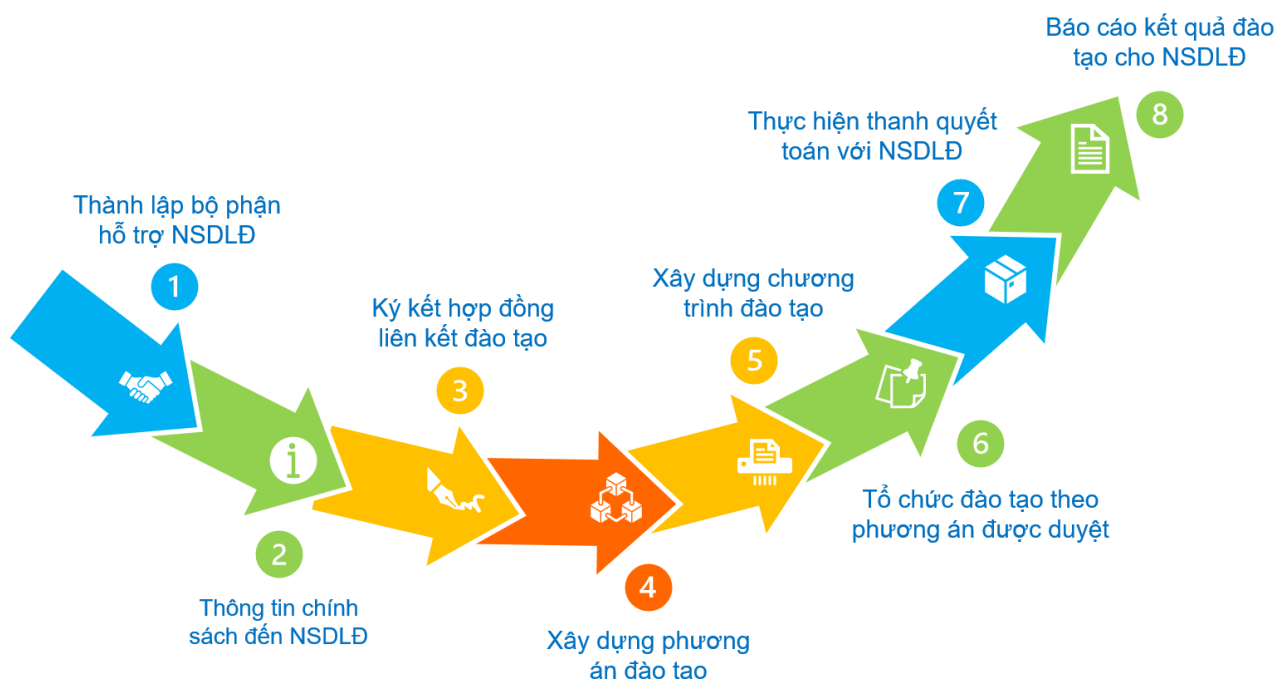 Thành lập bộ phận
hỗ trợ NSDLĐ
1
2
Thông tin chính
sách đến NSDLĐ
Ký kết hợp đồng
liên kết đào tạo
3
4
Xây dựng phương
án đào tao
Xây dựng chương
trình đào tạo
5
6
Tổ chức đào tạo theo
phương án được duyệt
Thực hiện thanh quyết
toán với NSDLĐ
7
Báo cáo kết quả đào
tạo cho NSDLĐ
8